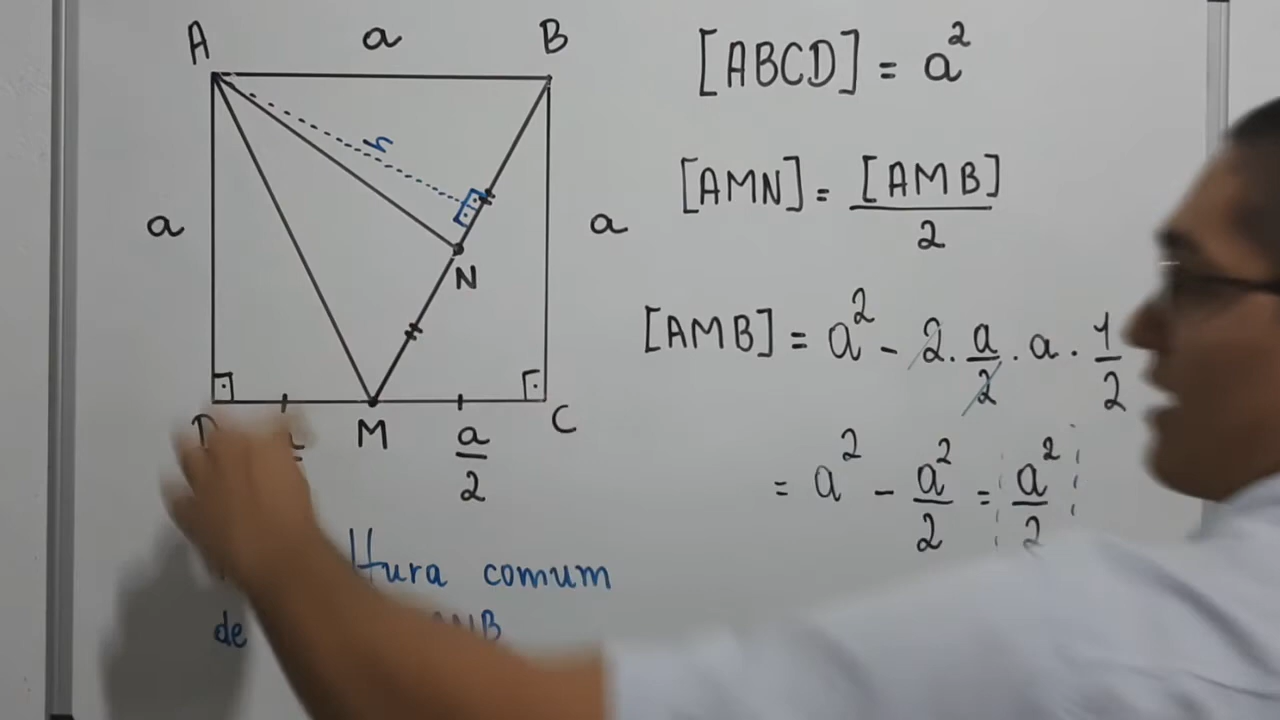 A a B
[ABCD] = a²
h
[AMN] = [AMB]/2
a a
N
[AMB] = a² - 2 · a/2 · a · 1/2
M a/2 C
= a² - a²/2 = a²/2
comum
de